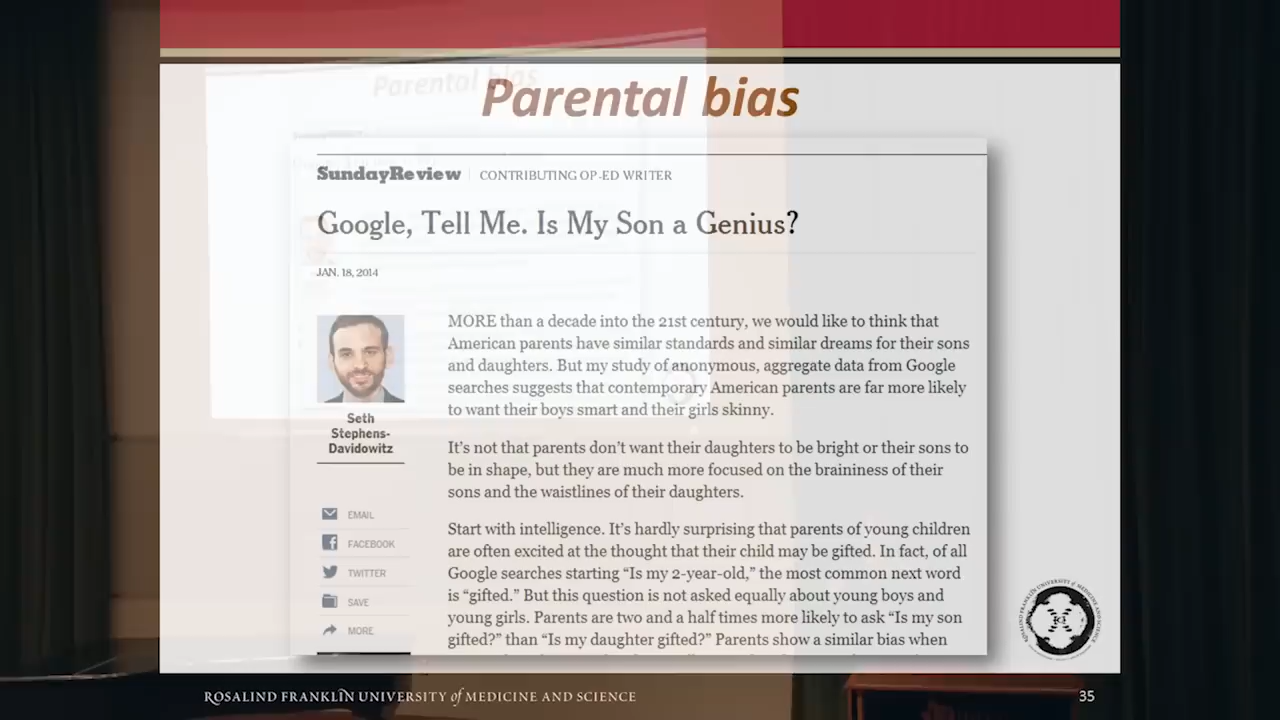 Parental bias
SundayReview | CONTRIBUTING OP-ED WRITER
Google, Tell Me. Is My Son a Genius?
JAN. 18, 2014
Seth
Stephens-
Davidowitz
EMAIL
FACEBOOK
TWITTER
SAVE
MORE
MORE than a decade into the 21st century, we would like to think that
American parents have similar standards and similar dreams for their sons
and daughters. But my study of anonymous, aggregate data from Google
searches suggests that contemporary American parents are far more likely
to want their boys smart and their girls skinny.
It’s not that parents don’t want their daughters to be bright or their sons to
be in shape, but they are much more focused on the braininess of their
sons and the waistlines of their daughters.
Start with intelligence. It’s hardly surprising that parents of young children
are often excited at the thought that their child may be gifted. In fact, of all
Google searches starting “Is my 2-year-old,” the most common next word
is “gifted.” But this question is not asked equally about young boys and
young girls. Parents are two and a half times more likely to ask “Is my son
gifted?” than “Is my daughter gifted?” Parents show a similar bias when
ROSALIND FRANKLIN UNIVERSITY of MEDICINE AND SCIENCE
35
Parental bias